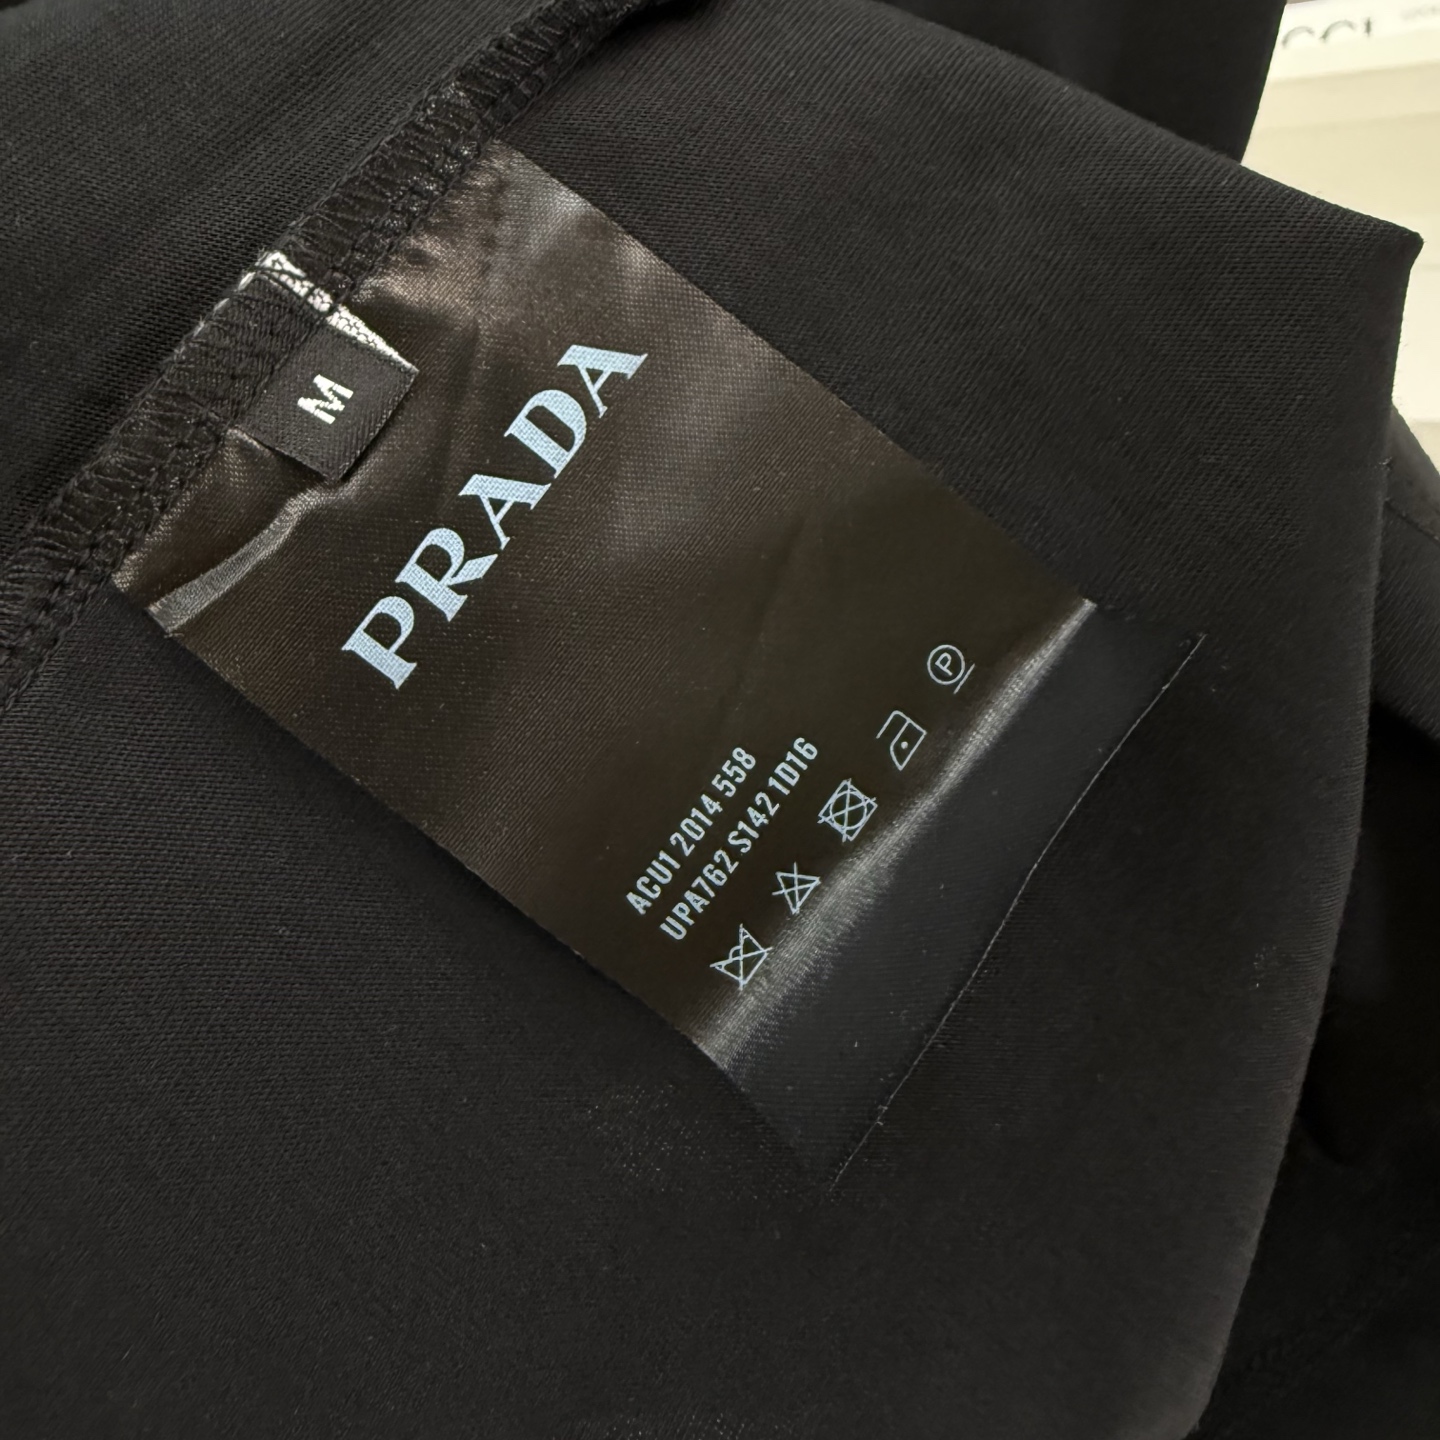 M
PRADA
ACU1 2014 558
UPA762 S142 1D16
P